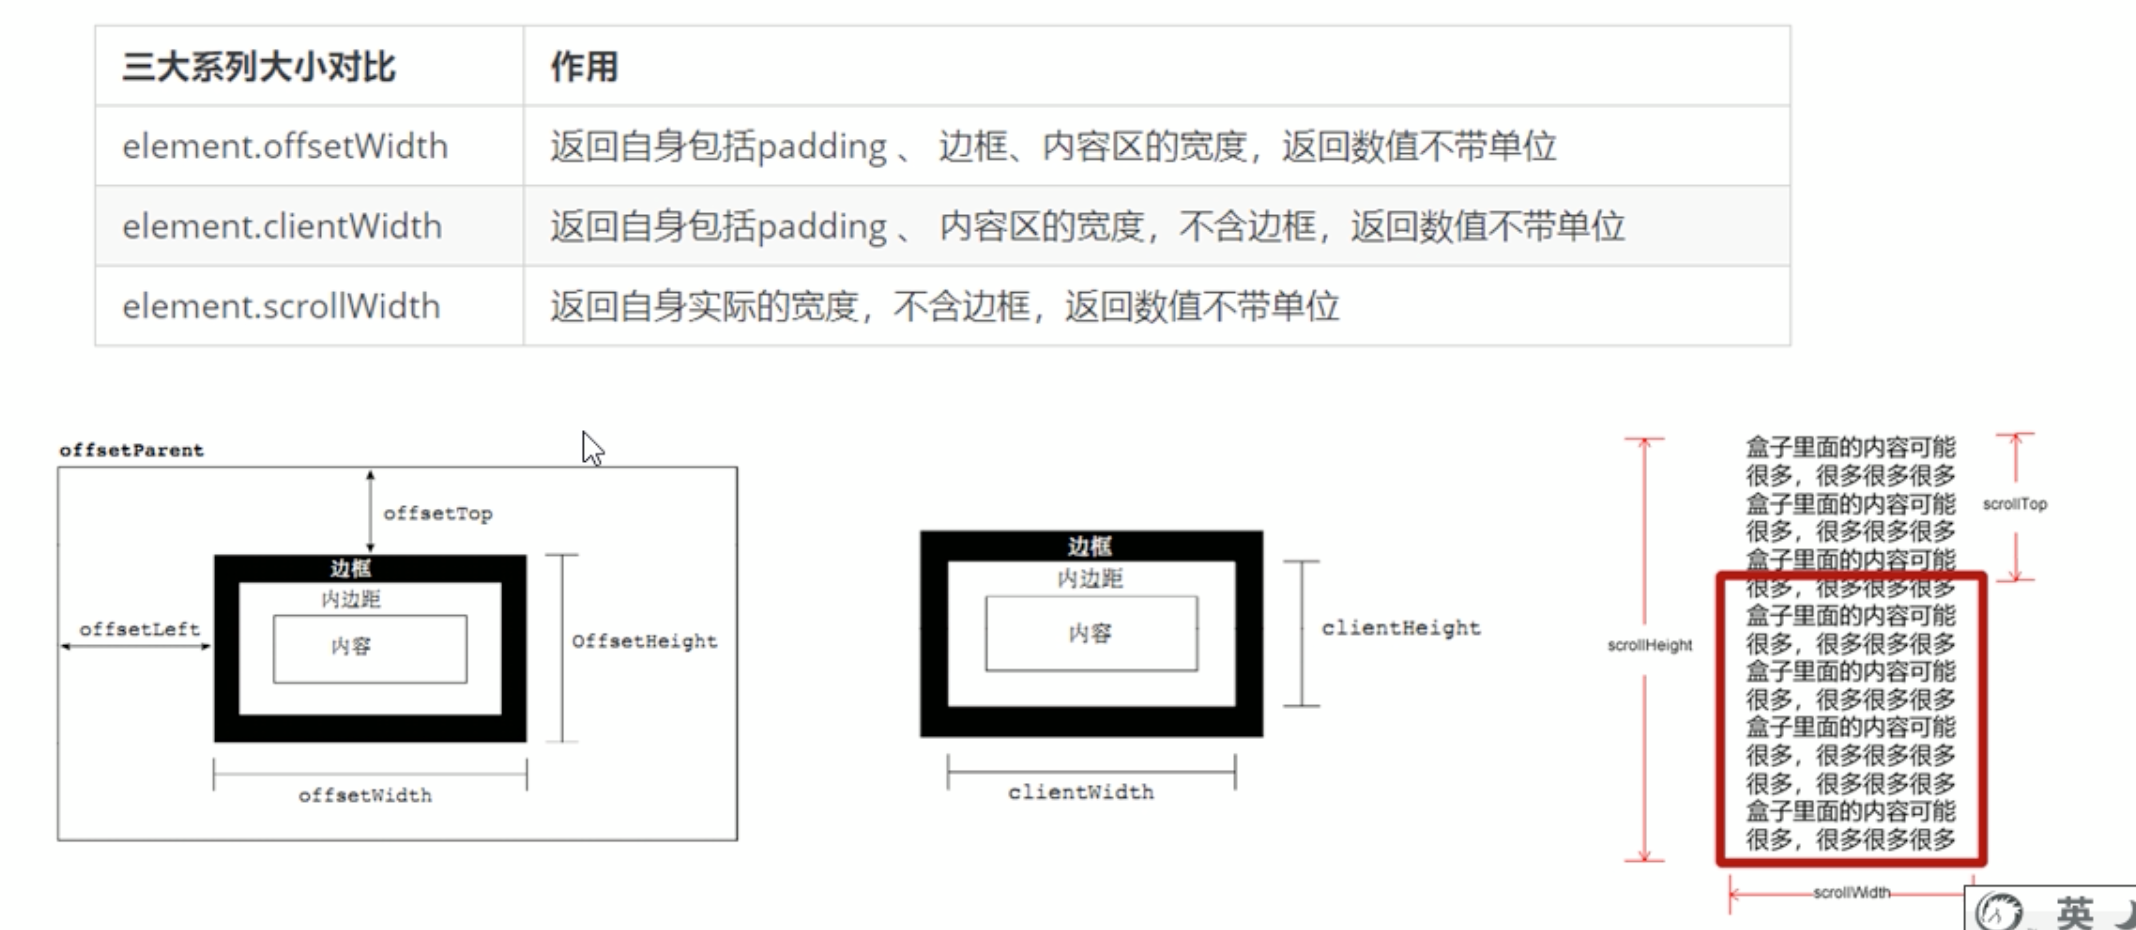 三大系列大小对比 作用
element.offsetWidth 返回自身包括padding 、 边框、内容区的宽度，返回数值不带单位
element.clientWidth 返回自身包括padding 、 内容区的宽度，不含边框，返回数值不带单位
element.scrollWidth 返回自身实际的宽度，不含边框，返回数值不带单位
offsetParent
offsetTop
边框
内边距
offsetLeft
内容
OffsetHeight
offsetWidth
边框
内边距
内容
clientHeight
clientWidth
盒子里面的内容可能
很多，很多很多很多
盒子里面的内容可能
很多，很多很多很多
盒子里面的内容可能
很多，很多很多很多
盒子里面的内容可能
很多，很多很多很多
盒子里面的内容可能
很多，很多很多很多
盒子里面的内容可能
很多，很多很多很多
很多，很多很多很多
盒子里面的内容可能
很多，很多很多很多
scrollTop
scrollHeight
scrollWidth
英